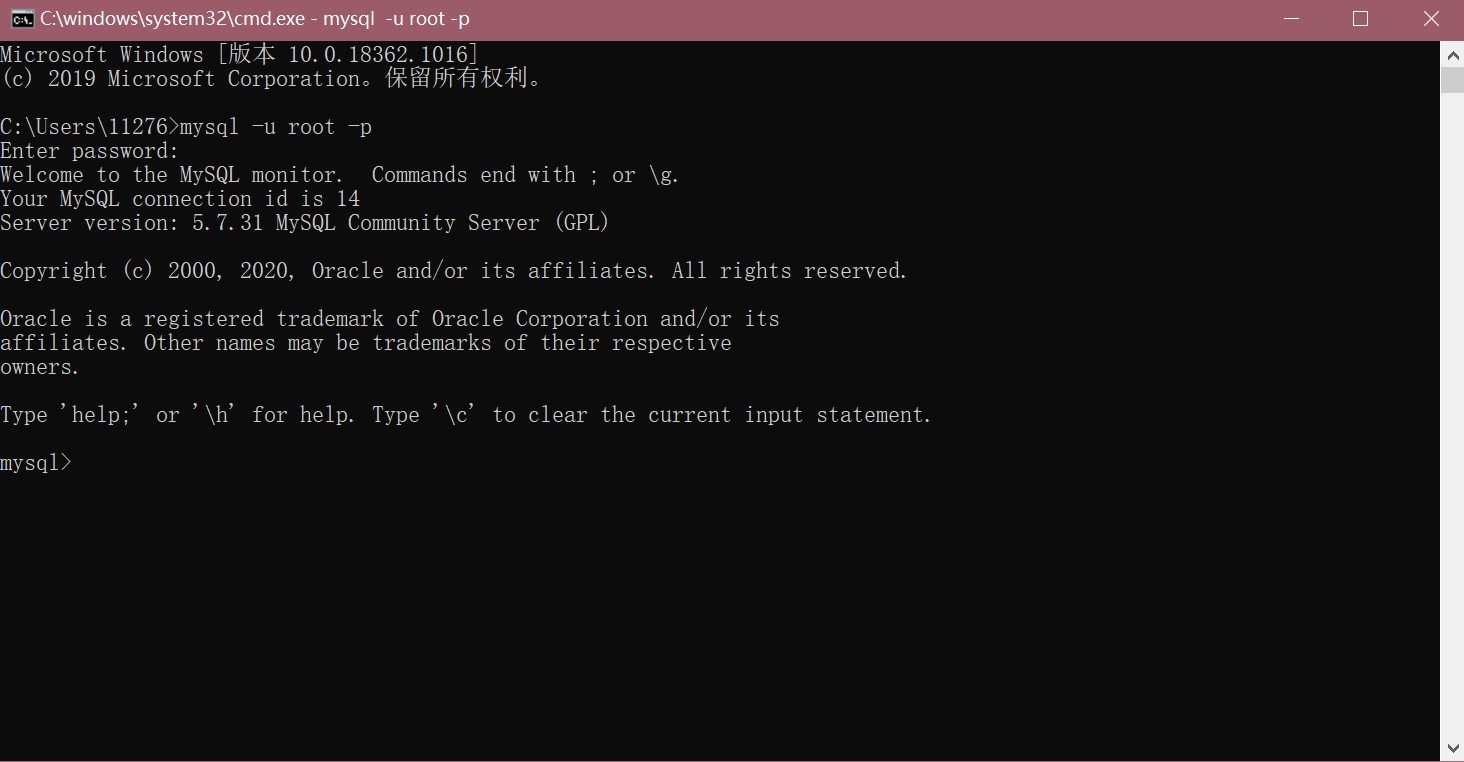 C:\windows\system32\cmd.exe - mysql  -u root -p
Microsoft Windows [版本 10.0.18362.1016]
(c) 2019 Microsoft Corporation。保留所有权利。
C:\Users\11276>mysql -u root -p
Enter password:
Welcome to the MySQL monitor.  Commands end with ; or \g.
Your MySQL connection id is 14
Server version: 5.7.31 MySQL Community Server (GPL)
Copyright (c) 2000, 2020, Oracle and/or its affiliates. All rights reserved.
Oracle is a registered trademark of Oracle Corporation and/or its
affiliates. Other names may be trademarks of their respective
owners.
Type 'help;' or '\h' for help. Type '\c' to clear the current input statement.
mysql>